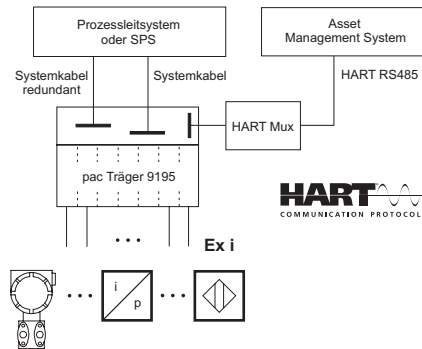 Prozessleitsystem
oder SPS
Asset
Management System
Systemkabel
redundant
Systemkabel
HART RS485
HART Mux
pac Träger 9195
HART
COMMUNICATION PROTOCOL
Ex i
i
p